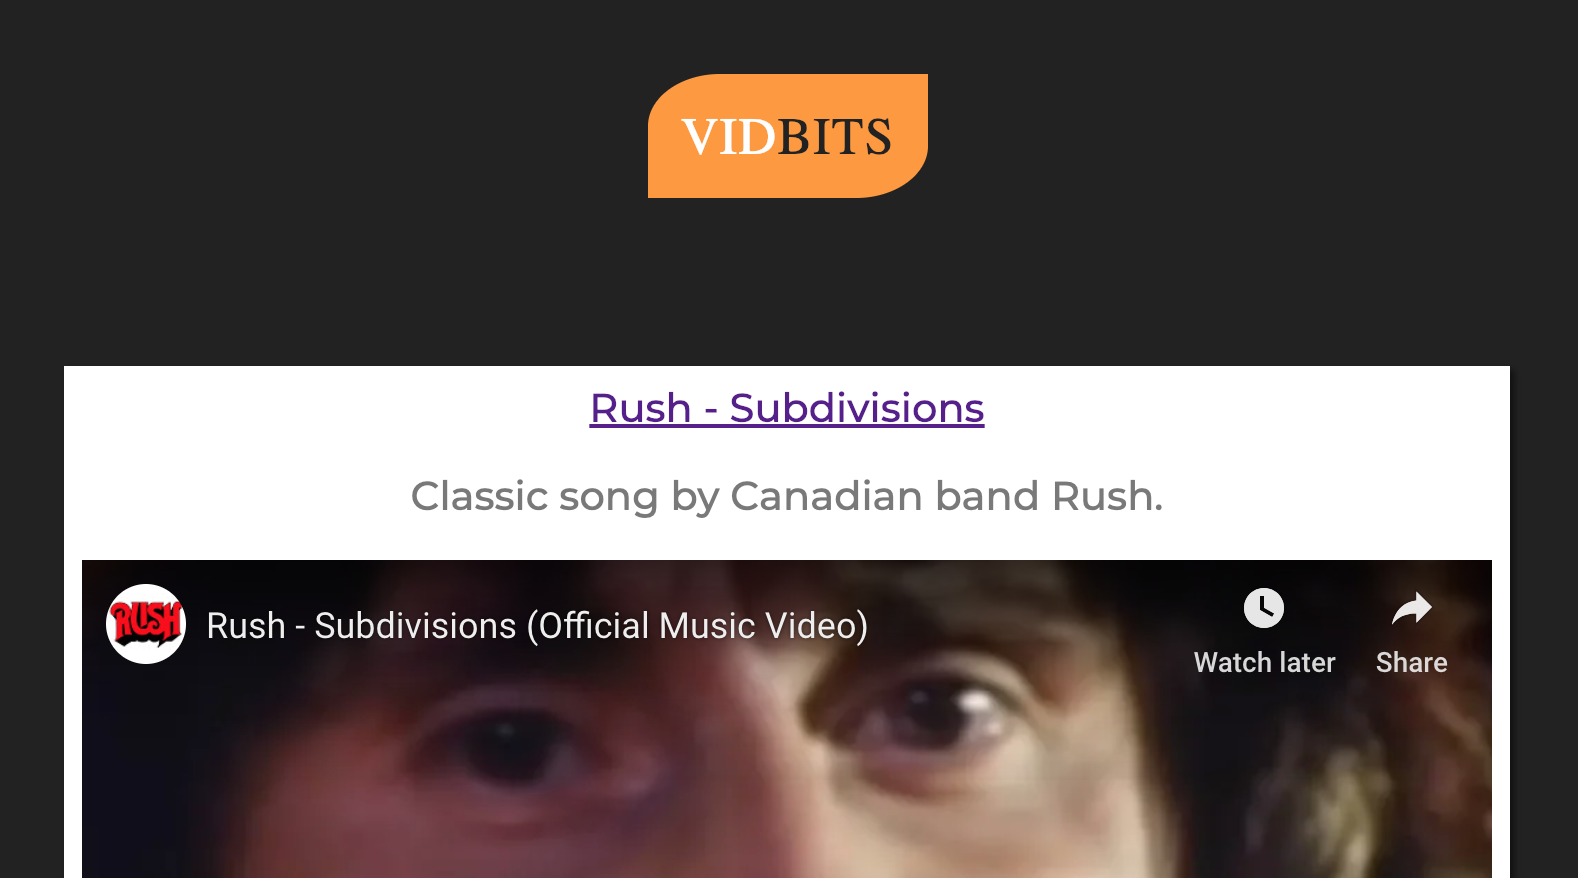 VIDBITS
Rush - Subdivisions
Classic song by Canadian band Rush.
RUSH
Rush - Subdivisions (Official Music Video)
Watch later
Share